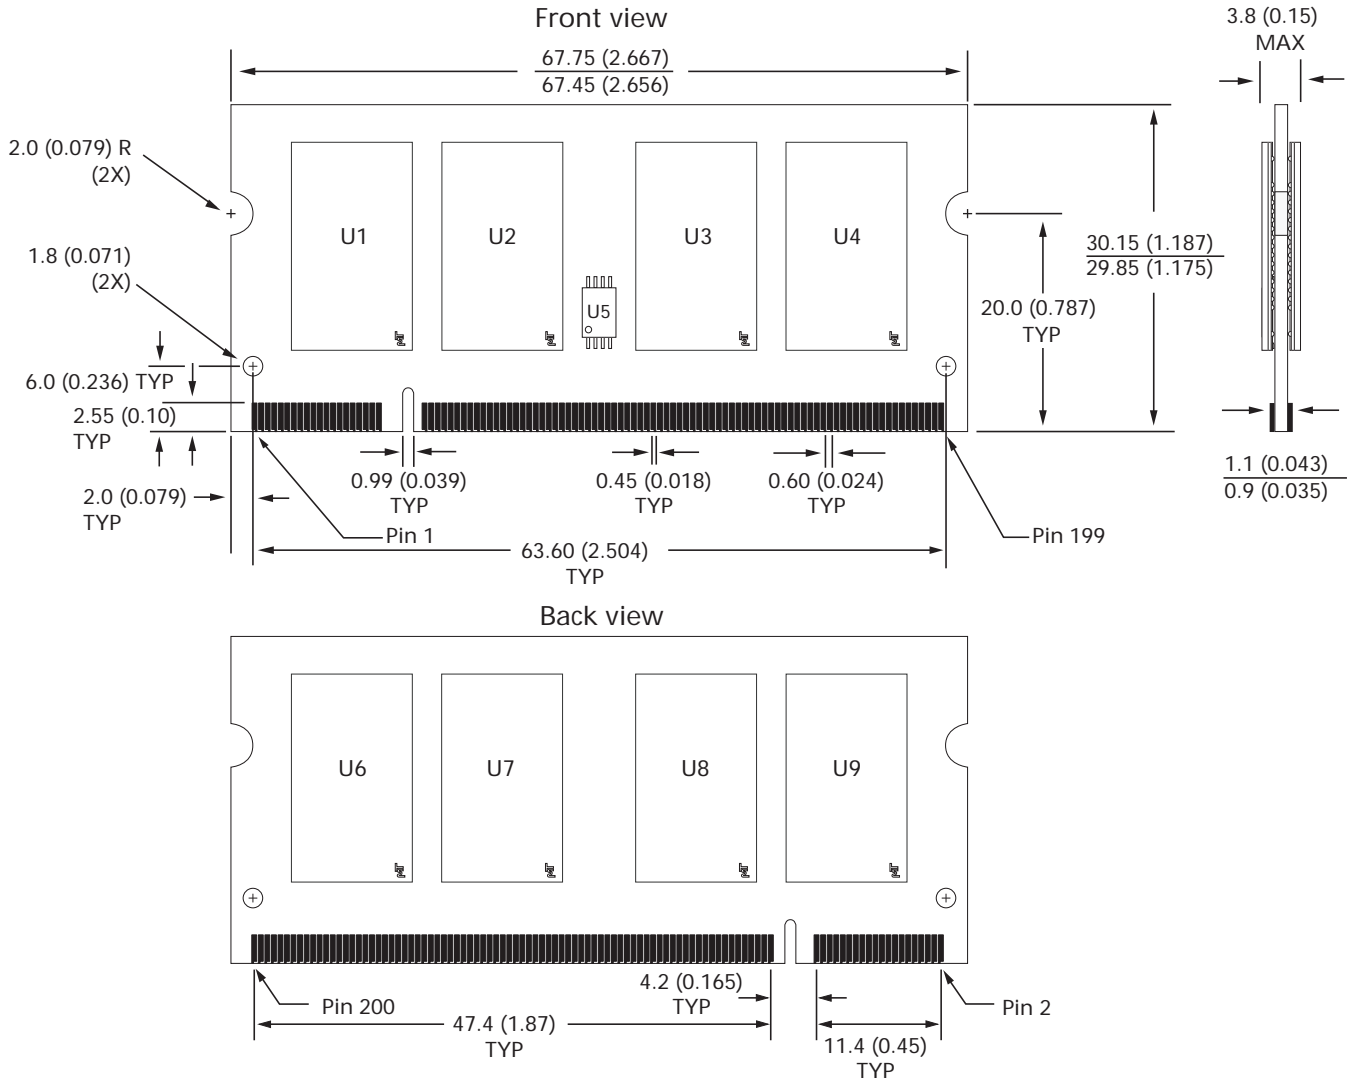 Front view
3.8 (0.15)
MAX
67.75 (2.667)
67.45 (2.656)
2.0 (0.079) R
(2X)
U1
U2
U3
U4
1.8 (0.071)
(2X)
30.15 (1.187)
29.85 (1.175)
U5
20.0 (0.787)
TYP
6.0 (0.236) TYP
2.55 (0.10)
TYP
1.1 (0.043)
0.9 (0.035)
0.99 (0.039)
TYP
0.45 (0.018)
TYP
0.60 (0.024)
TYP
2.0 (0.079)
TYP
Pin 1
Pin 199
63.60 (2.504)
TYP
Back view
U6
U7
U8
U9
4.2 (0.165)
TYP
Pin 200
Pin 2
47.4 (1.87)
TYP
11.4 (0.45)
TYP